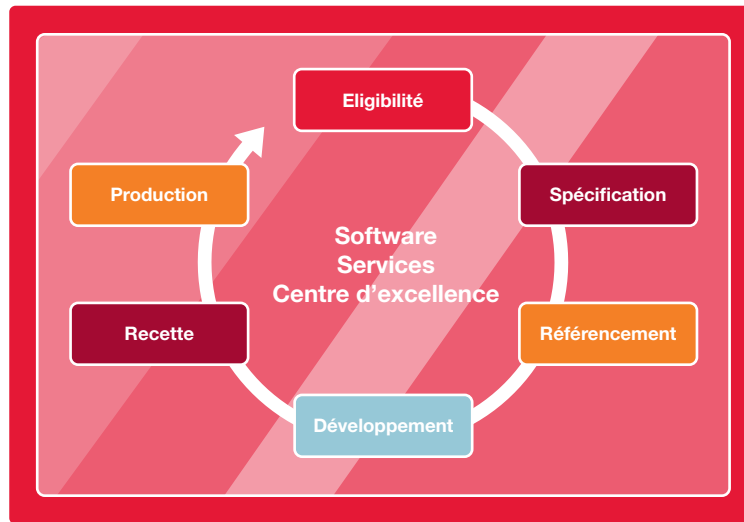 Eligibilité
Spécification
Référencement
Développement
Recette
Production
Software
Services
Centre d’excellence